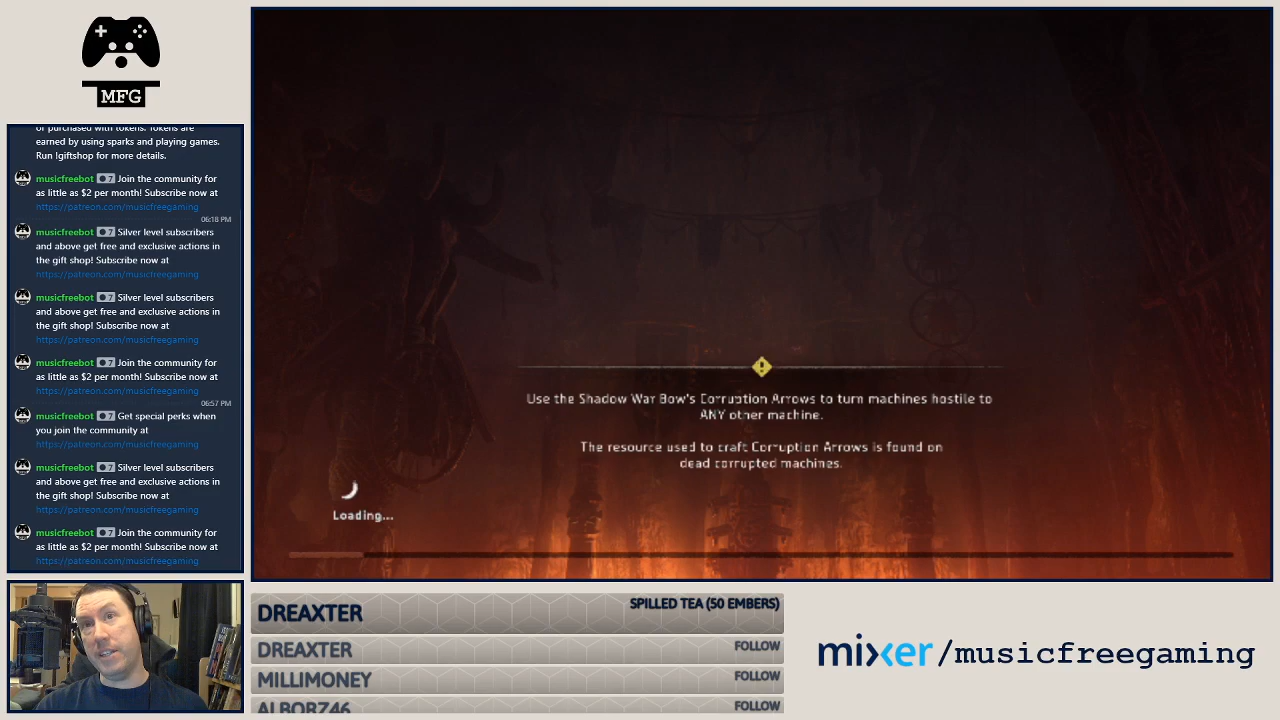 MFG
or purchased with tokens. Tokens are
earned by using sparks and playing games.
Run !giftshop for more details.
musicfreebot 7 Join the community for
as little as $2 per month! Subscribe now at
https://patreon.com/musicfreegaming
06:18 PM
musicfreebot 7 Silver level subscribers
and above get free and exclusive actions in
the gift shop! Subscribe now at
https://patreon.com/musicfreegaming
musicfreebot 7 Silver level subscribers
and above get free and exclusive actions in
the gift shop! Subscribe now at
https://patreon.com/musicfreegaming
musicfreebot 7 Join the community for
as little as $2 per month! Subscribe now at
https://patreon.com/musicfreegaming
06:57 PM
musicfreebot 7 Get special perks when
you join the community at
https://patreon.com/musicfreegaming
musicfreebot 7 Silver level subscribers
and above get free and exclusive actions in
the gift shop! Subscribe now at
https://patreon.com/musicfreegaming
musicfreebot 7 Join the community for
as little as $2 per month! Subscribe now at
https://patreon.com/musicfreegaming
Use the Shadow War Bow's Corruption Arrows to turn machines hostile to
ANY other machine.
The resource used to craft Corruption Arrows is found on
dead corrupted machines.
Loading...
DREAXTER SPILLED TEA (50 EMBERS)
DREAXTER FOLLOW
MILLIMONEY FOLLOW
ALBORZ46 FOLLOW
mixer/musicfreegaming